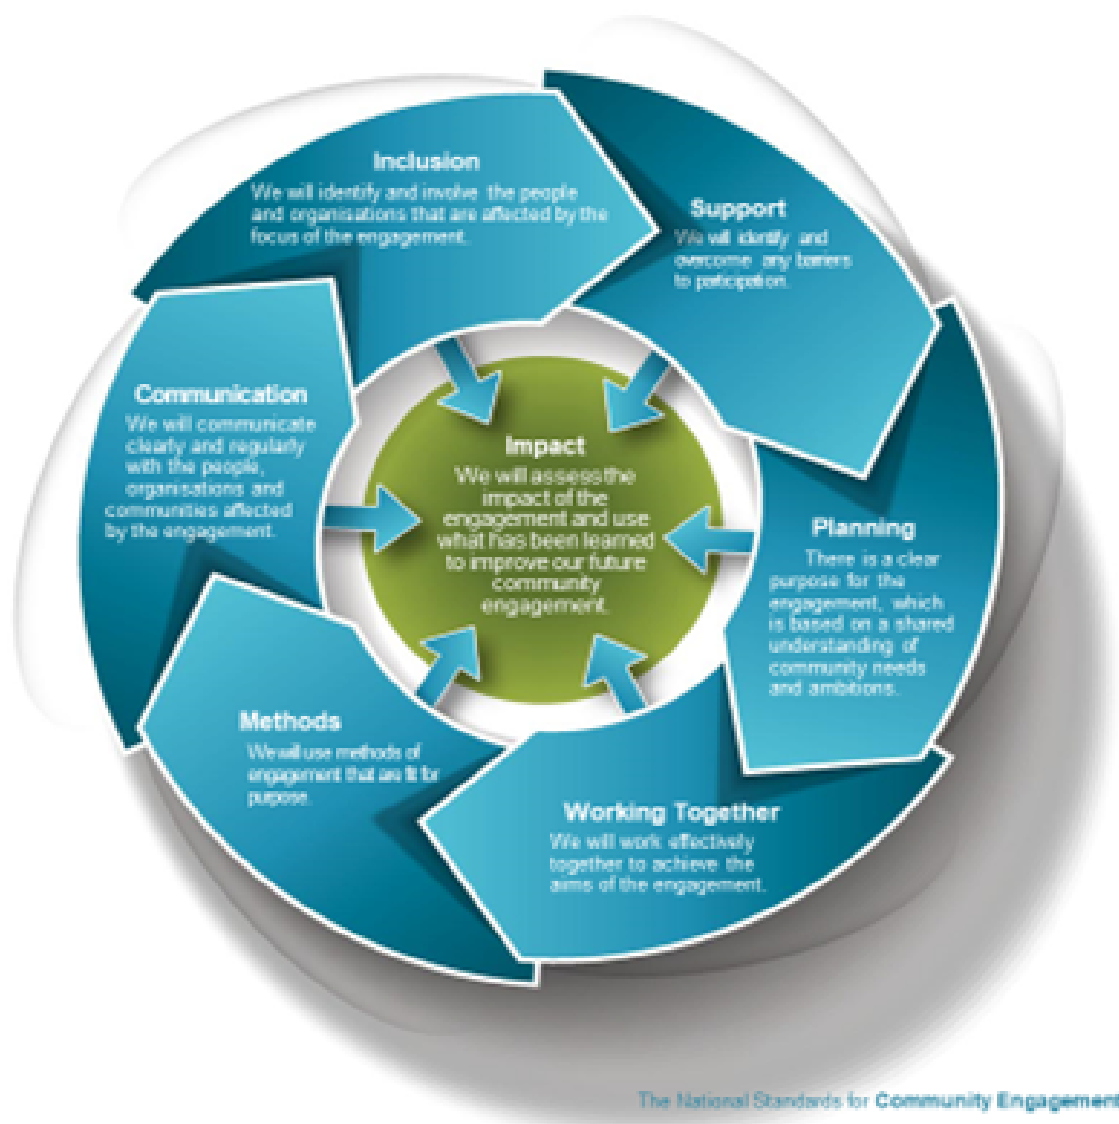 Inclusion
We will identify and involve the people
and organisations that are affected by the
focus of the engagement.
Support
We will identify and
overcome any barriers
to participation.
Planning
There is a clear
purpose for the
engagement, which
is based on a shared
understanding of
community needs
and ambitions.
Working Together
We will work effectively
together to achieve the
aims of the engagement.
Methods
We will use methods of
engagement that are fit for
purpose.
Communication
We will communicate
clearly and regularly
with the people,
organisations and
communities affected
by the engagement.
Impact
We will assess the
impact of the
engagement and use
what has been learned
to improve our future
community
engagement.
The National Standards for Community Engagement